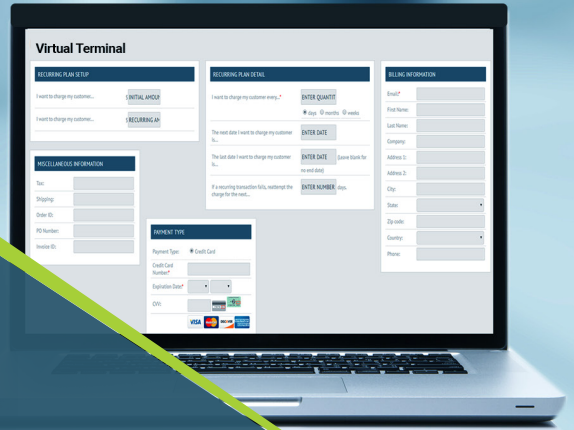 Virtual Terminal
RECURRING PLAN SETUP
I want to charge my customer...
$ INITIAL AMOUN
I want to charge my customer...
$ RECURRING AM
RECURRING PLAN DETAIL
I want to charge my customer every...*
ENTER QUANTIT
days months weeks
The next date I want to charge my customer
is...
ENTER DATE
The last date I want to charge my customer
is...
ENTER DATE (leave blank for
no end date)
If a recurring transaction fails, reattempt the
charge for the next...
ENTER NUMBER days.
BILLING INFORMATION
Email:*
First Name:
Last Name:
Company:
Address 1:
Address 2:
City:
State:
Zip code:
Country:
Phone:
MISCELLANEOUS INFORMATION
Tax:
Shipping:
Order ID:
PO Number:
Invoice ID:
PAYMENT TYPE
Payment Type: Credit Card
Credit Card
Number:*
Expiration Date:*
CVV:
VISA
DISCOVER